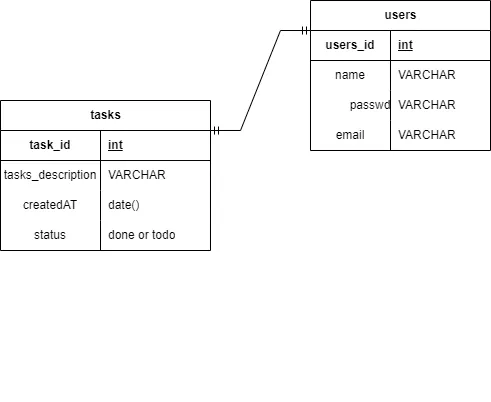 users
users_id int
name VARCHAR
passwd VARCHAR
email VARCHAR
tasks
task_id int
tasks_description VARCHAR
createdAT date()
status done or todo